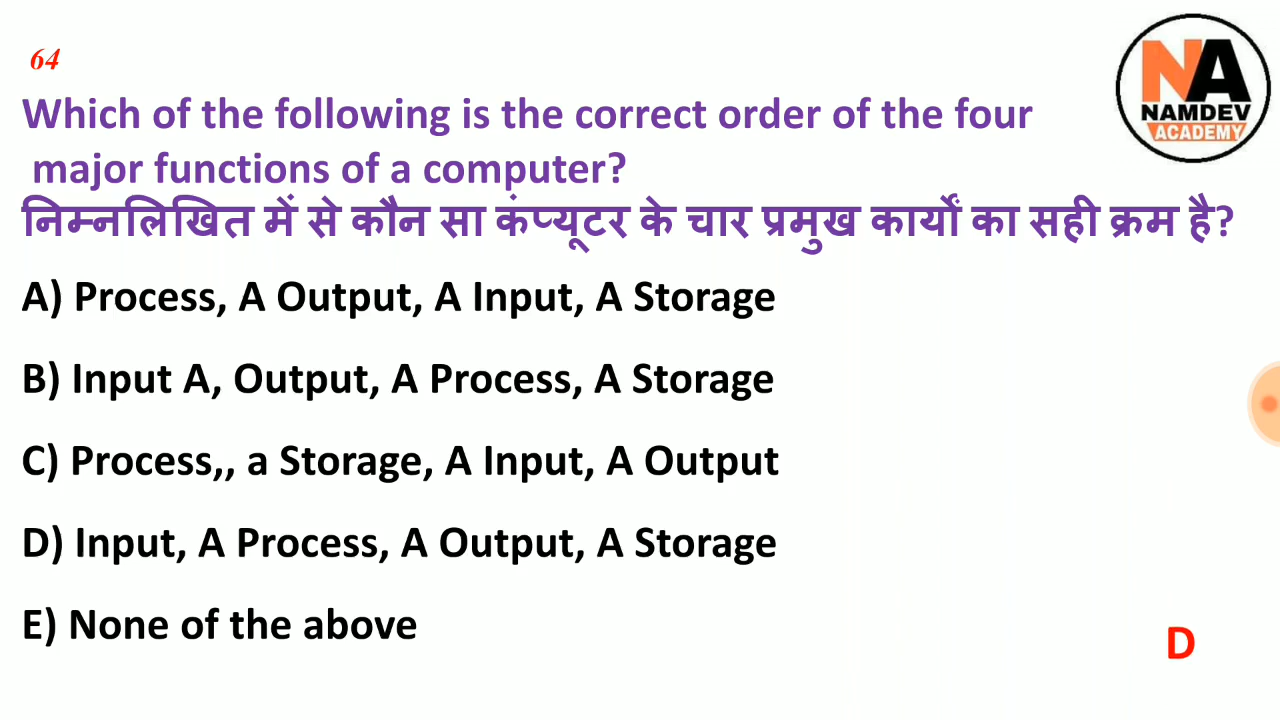 64
NA
NAMDEV
ACADEMY
Which of the following is the correct order of the four
major functions of a computer?
निम्नलिखित में से कौन सा कंप्यूटर के चार प्रमुख कार्यों का सही क्रम है?
A) Process, A Output, A Input, A Storage
B) Input A, Output, A Process, A Storage
C) Process,, a Storage, A Input, A Output
D) Input, A Process, A Output, A Storage
E) None of the above
D